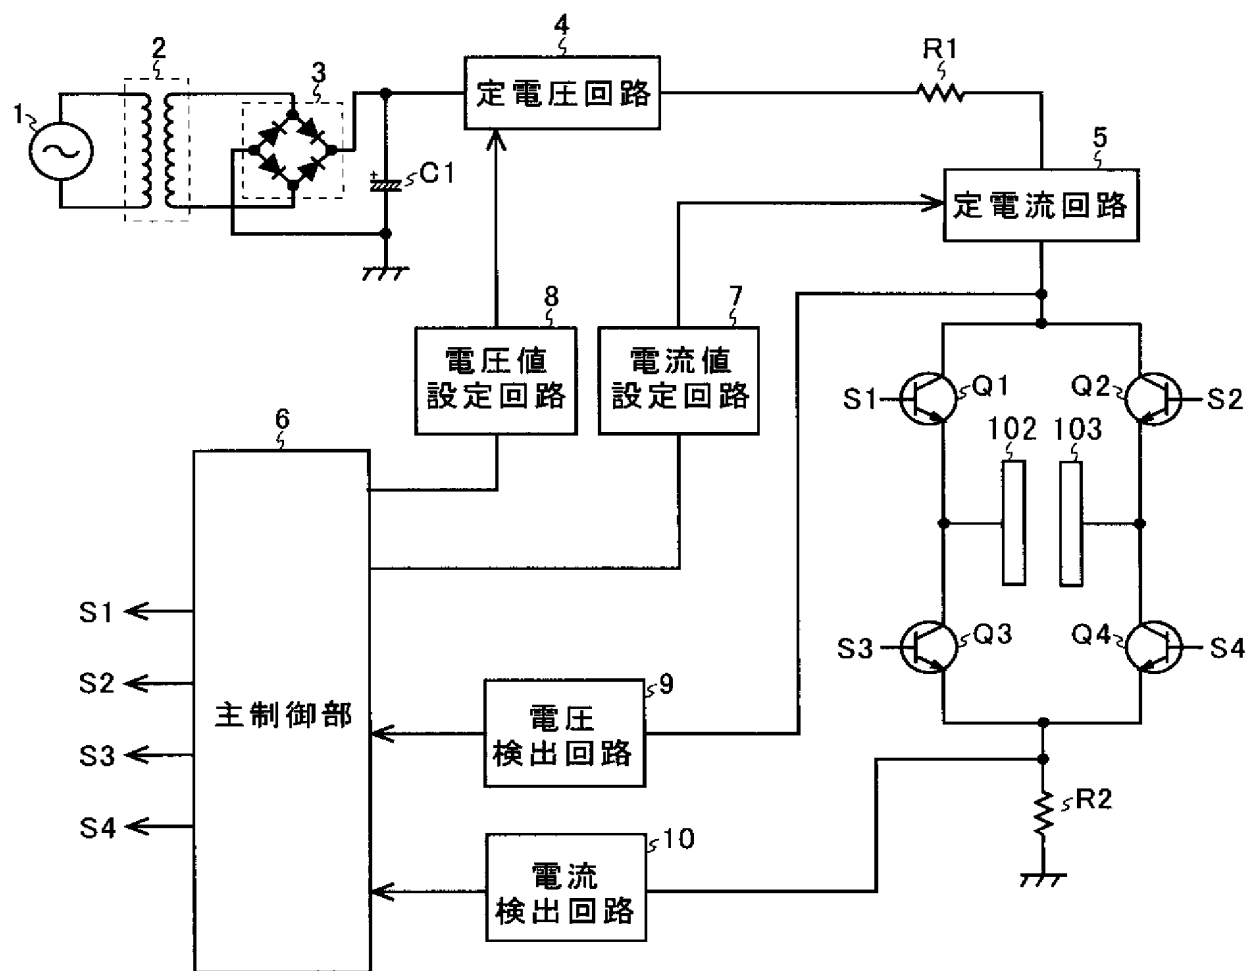 4
定電圧回路
R1
2
3
1
C1
5
定電流回路
8
電圧値
設定回路
7
電流値
設定回路
Q1
Q2
S1
S2
102
103
6
主制御部
S1
S2
S3
S4
Q3
Q4
S3
S4
9
電圧
検出回路
R2
10
電流
検出回路